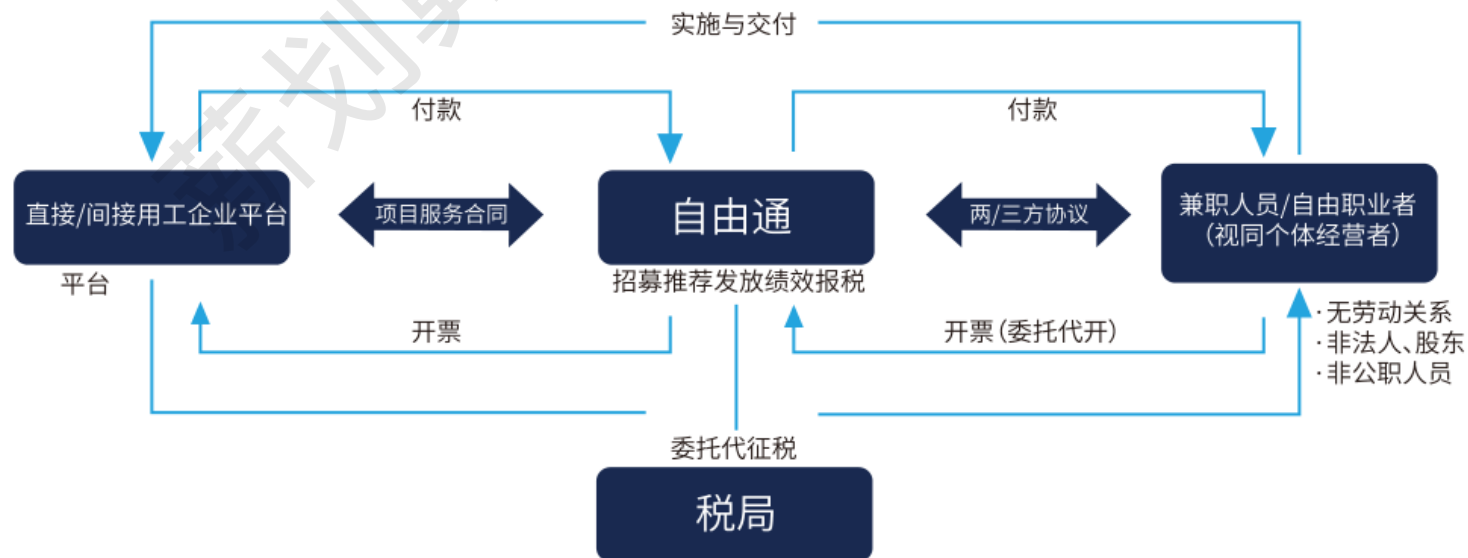 实施与交付
付款
付款
直接/间接用工企业平台
项目服务合同
自由通
两/三方协议
兼职人员/自由职业者
(视同个体经营者)
平台
招募推荐发放绩效报税
开票
开票(委托代开)
·无劳动关系
·非法人、股东
·非公职人员
委托代征税
税局
薪划